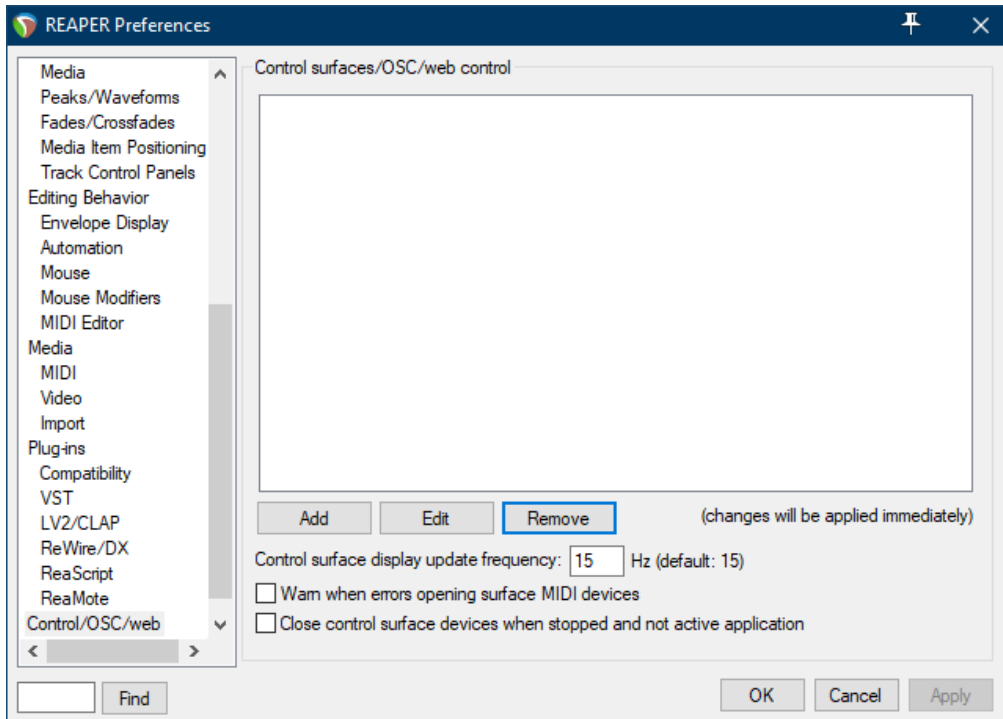 REAPER Preferences
Media
Peaks/Waveforms
Fades/Crossfades
Media Item Positioning
Track Control Panels
Editing Behavior
Envelope Display
Automation
Mouse
Mouse Modifiers
MIDI Editor
Media
MIDI
Video
Import
Plug-ins
Compatibility
VST
LV2/CLAP
ReWire/DX
ReaScript
ReaMote
Control/OSC/web
Find
Control surfaces/OSC/web control
Add Edit Remove (changes will be applied immediately)
Control surface display update frequency: 15 Hz (default: 15)
Warn when errors opening surface MIDI devices
Close control surface devices when stopped and not active application
OK Cancel Apply